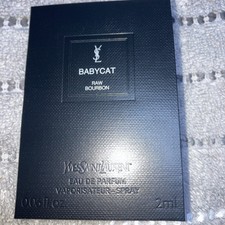 YSL
BABYCAT
RAW
BOURBON
YVESSAINTLAURENT
EAU DE PARFUM
VAPORISATEUR-SPRAY
2ml